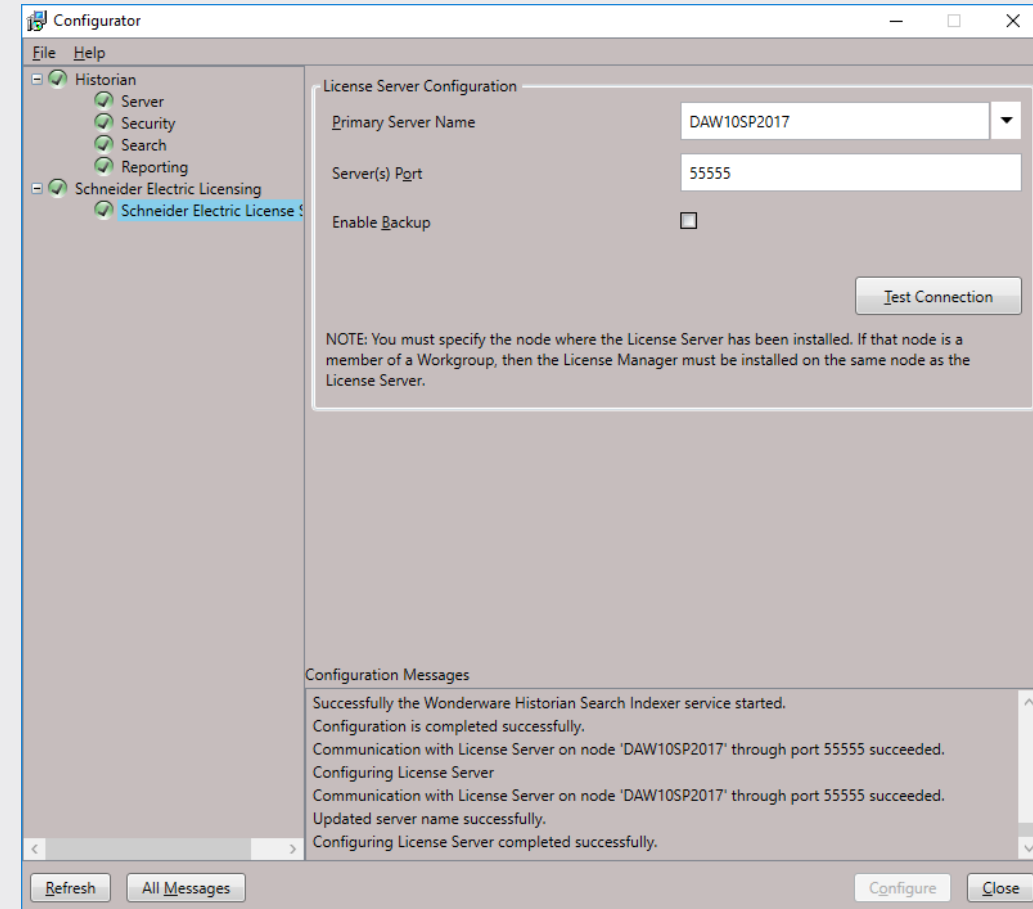 Configurator
File Help
Historian
Server
Security
Search
Reporting
Schneider Electric Licensing
Schneider Electric License S
License Server Configuration
Primary Server Name
DAW10SP2017
Server(s) Port
55555
Enable Backup
Test Connection
NOTE: You must specify the node where the License Server has been installed. If that node is a
member of a Workgroup, then the License Manager must be installed on the same node as the
License Server.
Configuration Messages
Successfully the Wonderware Historian Search Indexer service started.
Configuration is completed successfully.
Communication with License Server on node 'DAW10SP2017' through port 55555 succeeded.
Configuring License Server
Communication with License Server on node 'DAW10SP2017' through port 55555 succeeded.
Updated server name successfully.
Configuring License Server completed successfully.
Refresh All Messages Configure Close